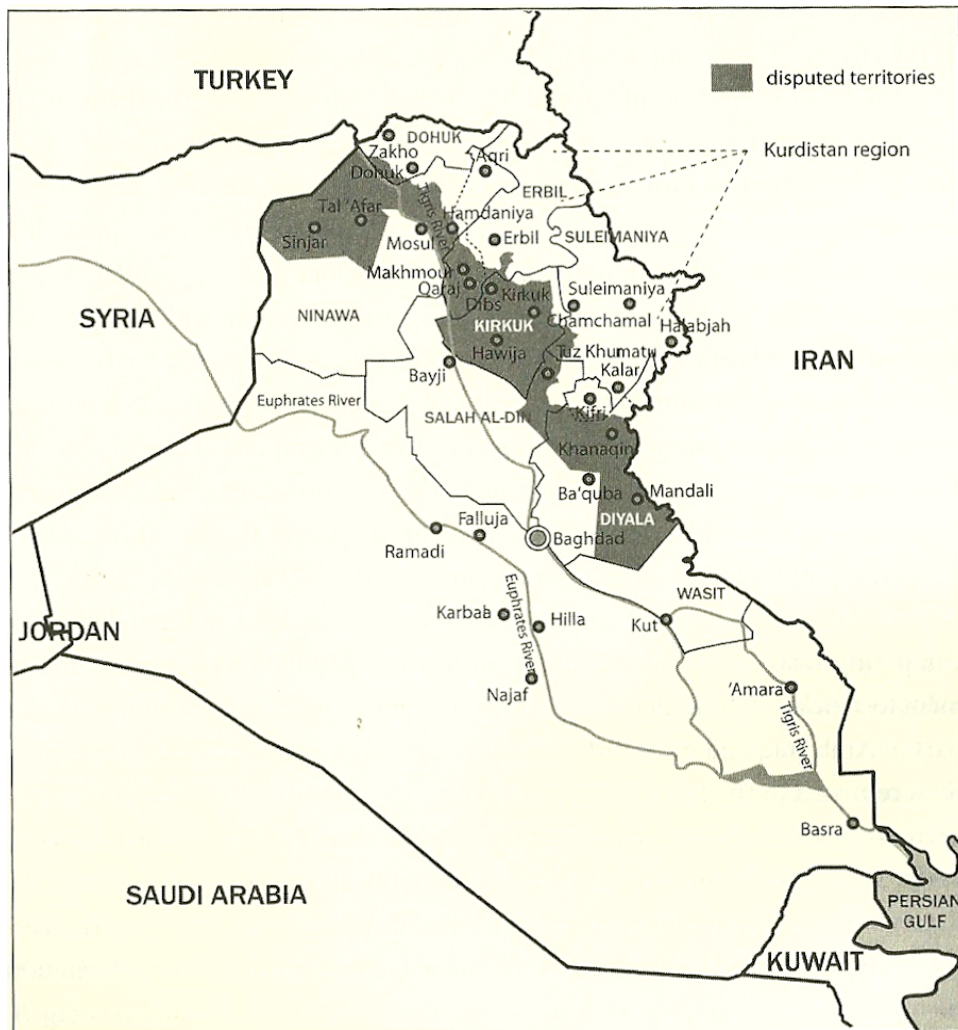 TURKEY
disputed territories
DOHUK
Zakho
Dohuk
Aqri
Kurdistan region
ERBIL
Tal 'Afar
Tigris River
Hamdaniya
Sinjar
Mosul
Erbil
SULEIMANIYA
Makhmour
Qaraj
Dibs
Kirkuk
Suleimaniya
SYRIA
NINAWA
KIRKUK
Chamchamal
Halabjah
Hawija
Tuz Khumatu
IRAN
Bayji
Kalar
Euphrates River
SALAH AL-DIN
Kifri
Khanaqin
Ba'quba
Mandali
Falluja
DIYALA
Ramadi
Baghdad
WASIT
Euphrates River
Karbaa
Hilla
Kut
JORDAN
Najaf
'Amara
Tigris River
Basra
SAUDI ARABIA
PERSIAN
GULF
KUWAIT